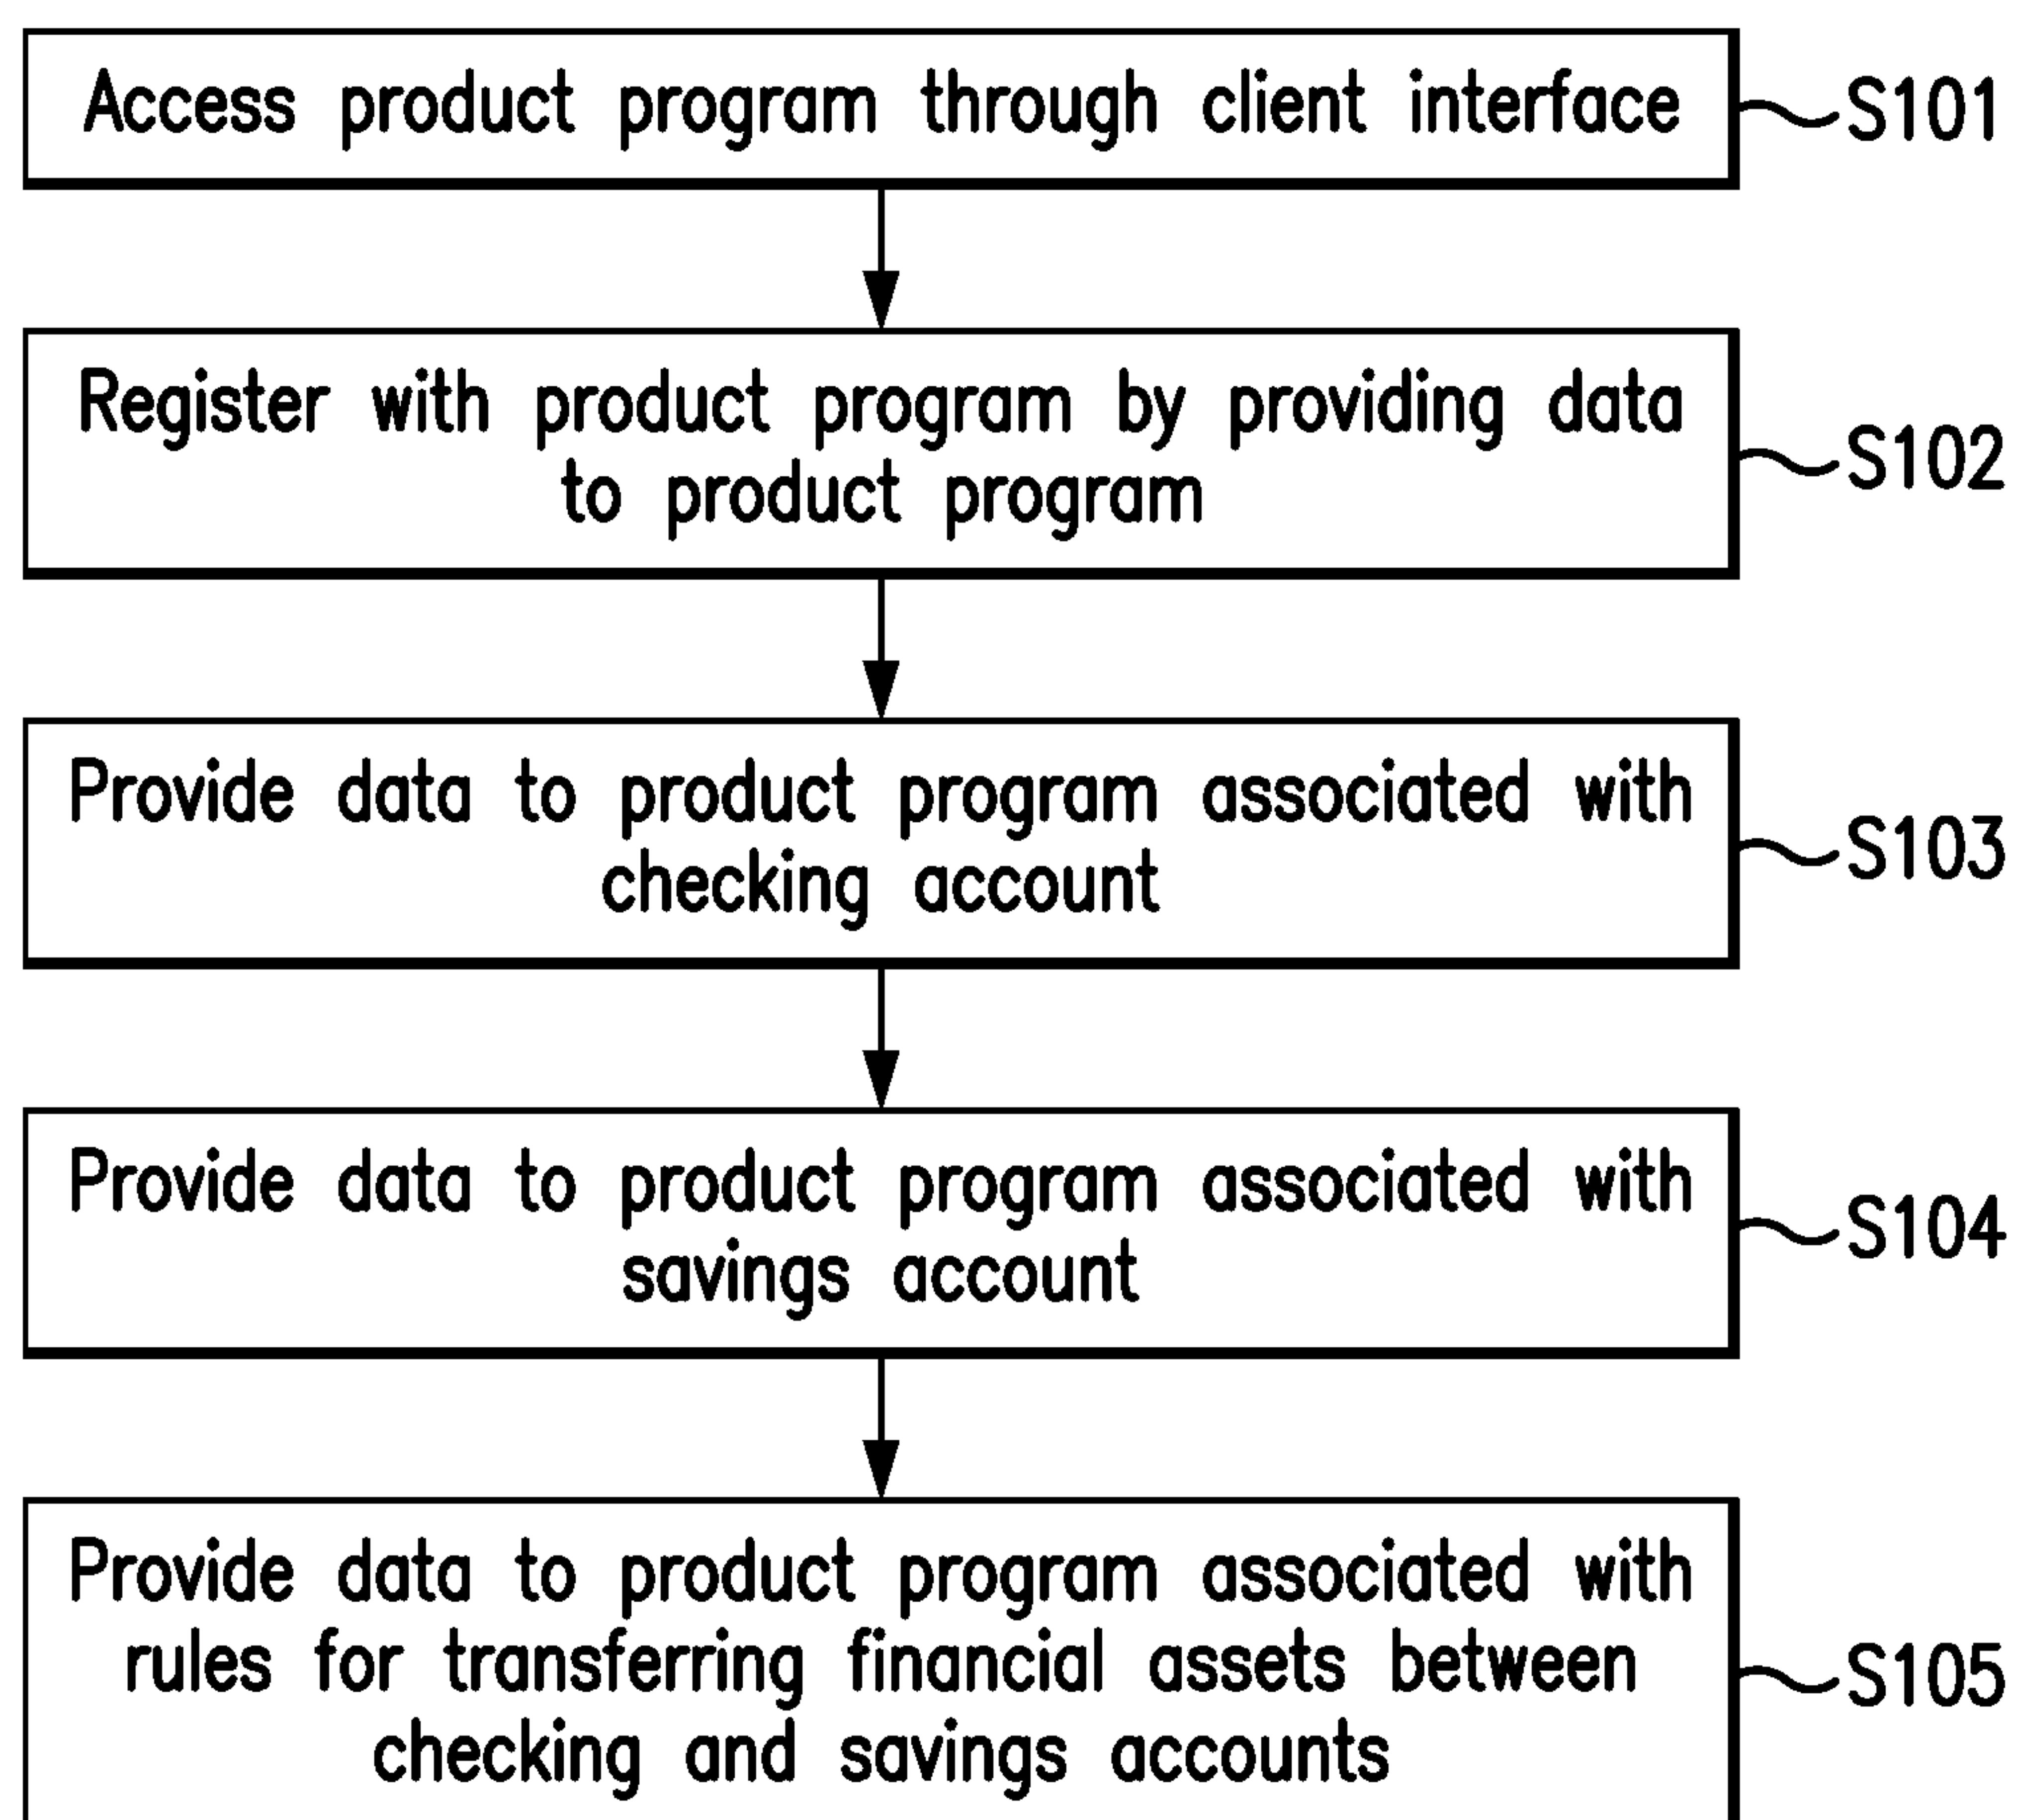 Access product program through client interface
S101
Register with product program by providing data
to product program
S102
Provide data to product program associated with
checking account
S103
Provide data to product program associated with
savings account
S104
Provide data to product program associated with
rules for transferring financial assets between
checking and savings accounts
S105